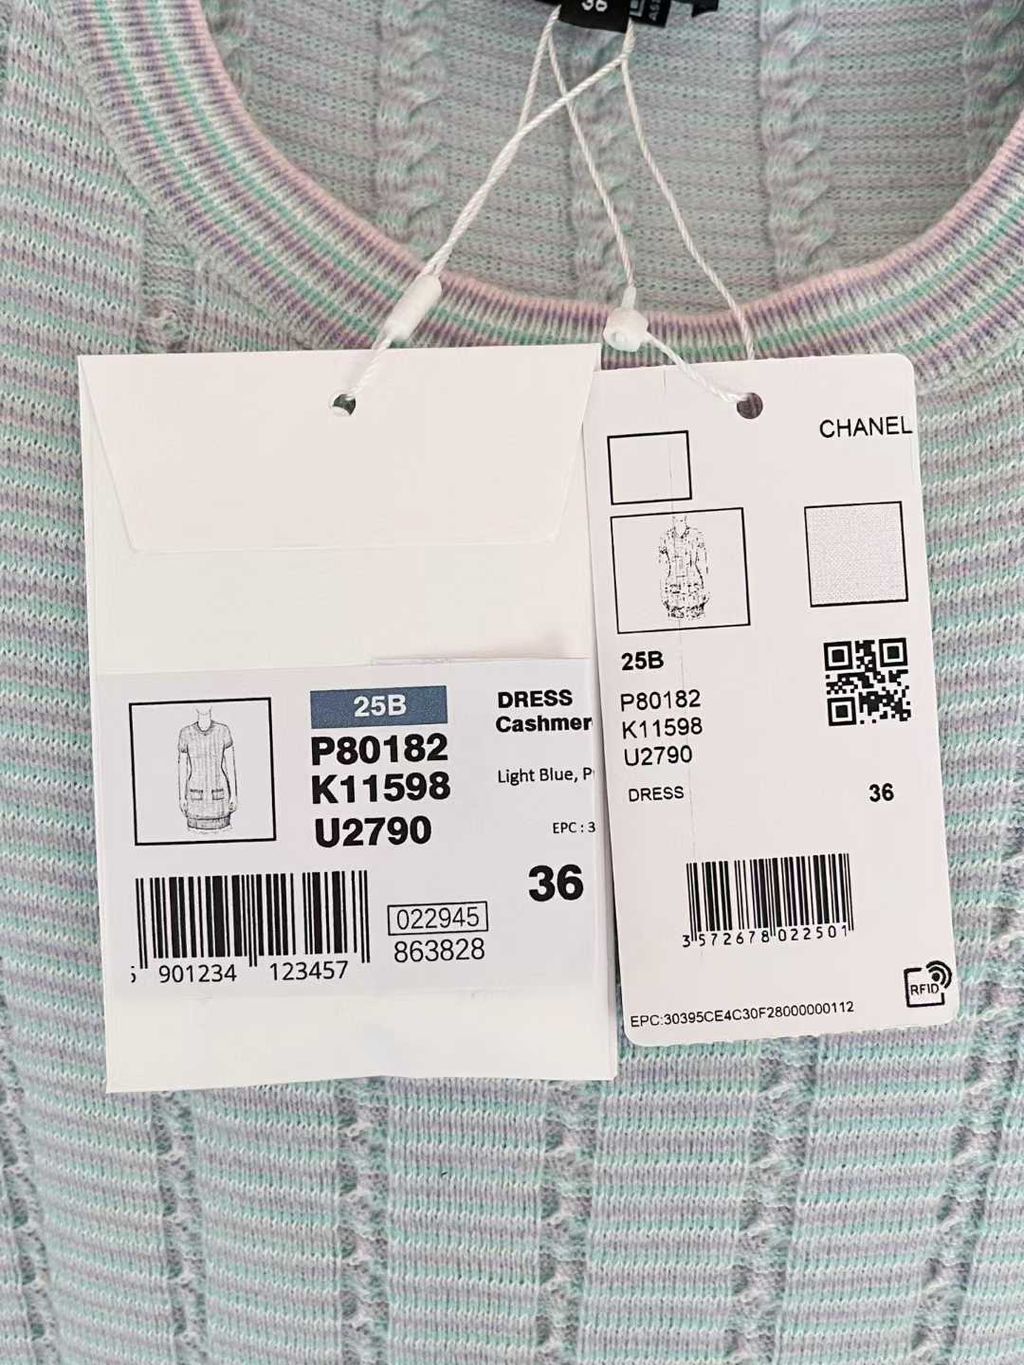 36
25B
P80182
K11598
U2790
DRESS
Cashmer
Light Blue, P
EPC : 3
36
5 901234 123457
022945
863828
CHANEL
25B
P80182
K11598
U2790
DRESS
36
3 572678 022501
RFID
EPC:30395CE4C30F28000000112